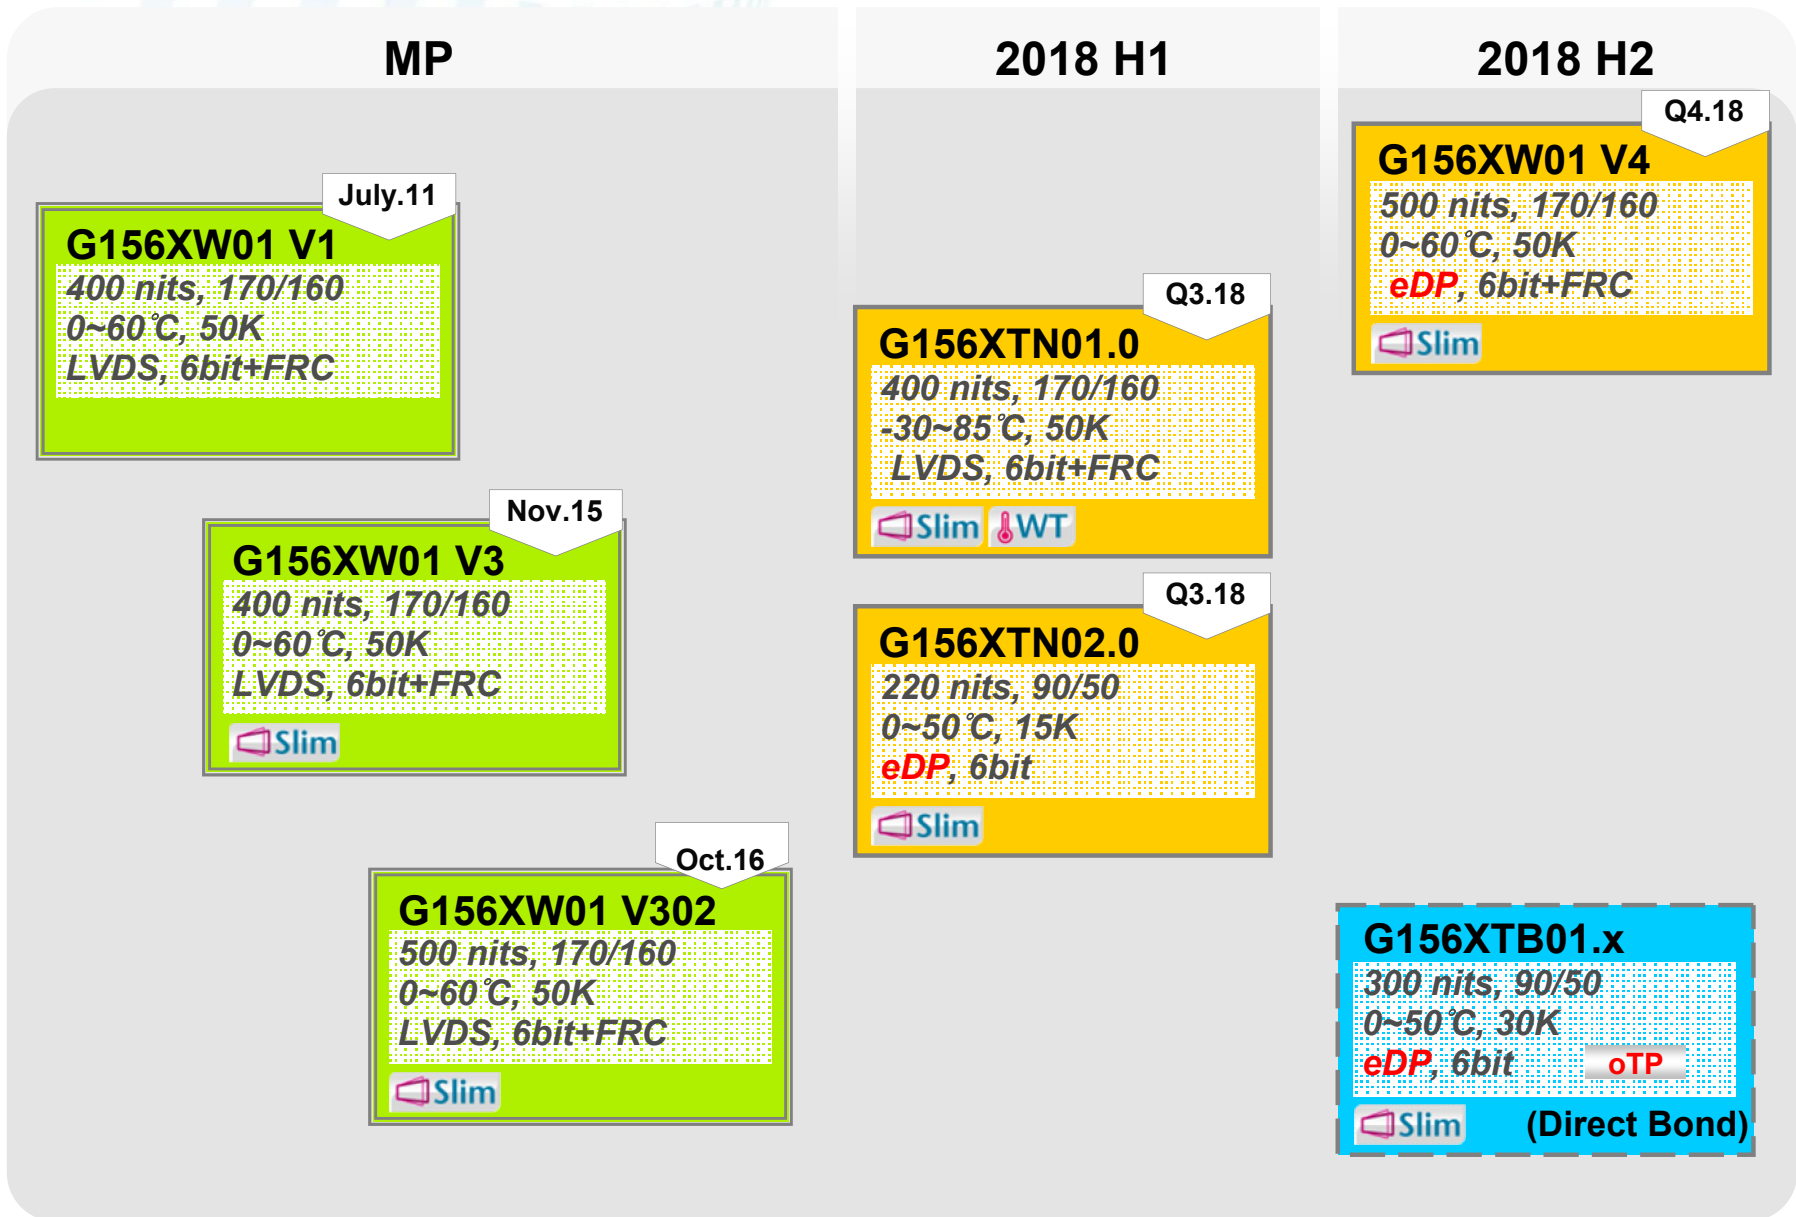 MP
2018 H1
2018 H2
July.11
G156XW01 V1
400 nits, 170/160
0~60℃, 50K
LVDS, 6bit+FRC
Nov.15
G156XW01 V3
400 nits, 170/160
0~60℃, 50K
LVDS, 6bit+FRC
Slim
Oct.16
G156XW01 V302
500 nits, 170/160
0~60℃, 50K
LVDS, 6bit+FRC
Slim
Q3.18
G156XTN01.0
400 nits, 170/160
-30~85℃, 50K
LVDS, 6bit+FRC
Slim WT
Q3.18
G156XTN02.0
220 nits, 90/50
0~50℃, 15K
eDP, 6bit
Slim
Q4.18
G156XW01 V4
500 nits, 170/160
0~60℃, 50K
eDP, 6bit+FRC
Slim
G156XTB01.x
300 nits, 90/50
0~50℃, 30K
eDP, 6bit oTP
Slim (Direct Bond)